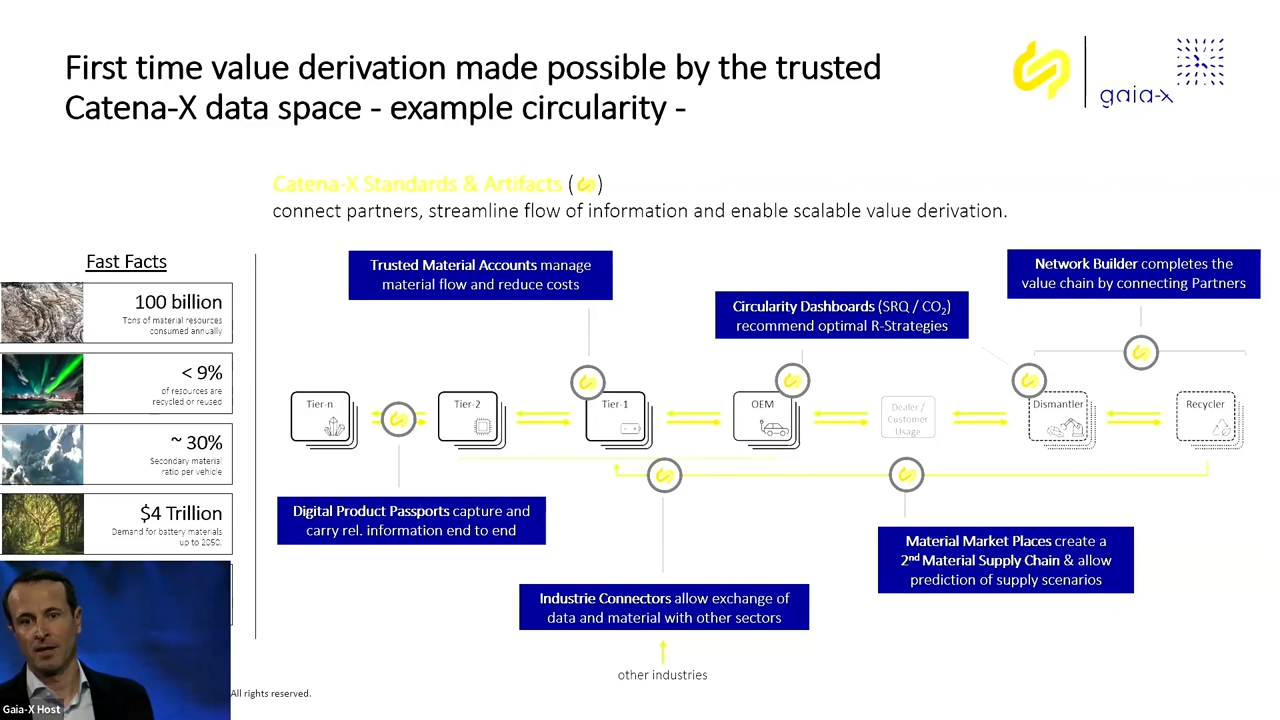 First time value derivation made possible by the trusted
Catena-X data space - example circularity -
gaia-x
Catena-X Standards & Artifacts ( )
connect partners, streamline flow of information and enable scalable value derivation.
Fast Facts
100 billion
Tons of material resources
consumed annually
< 9%
of resources are
recycled or reused
~ 30%
Secondary material
ratio per vehicle
$4 Trillion
Demand for battery materials
up to 2050.
Trusted Material Accounts manage
material flow and reduce costs
Circularity Dashboards (SRQ / CO₂)
recommend optimal R-Strategies
Network Builder completes the
value chain by connecting Partners
Tier-n
Tier-2
Tier-1
OEM
Dealer /
Customer
Usage
Dismantler
Recycler
Digital Product Passports capture and
carry rel. information end to end
Material Market Places create a
2nd Material Supply Chain & allow
prediction of supply scenarios
Industrie Connectors allow exchange of
data and material with other sectors
other industries
All rights reserved.
Gaia-X Host